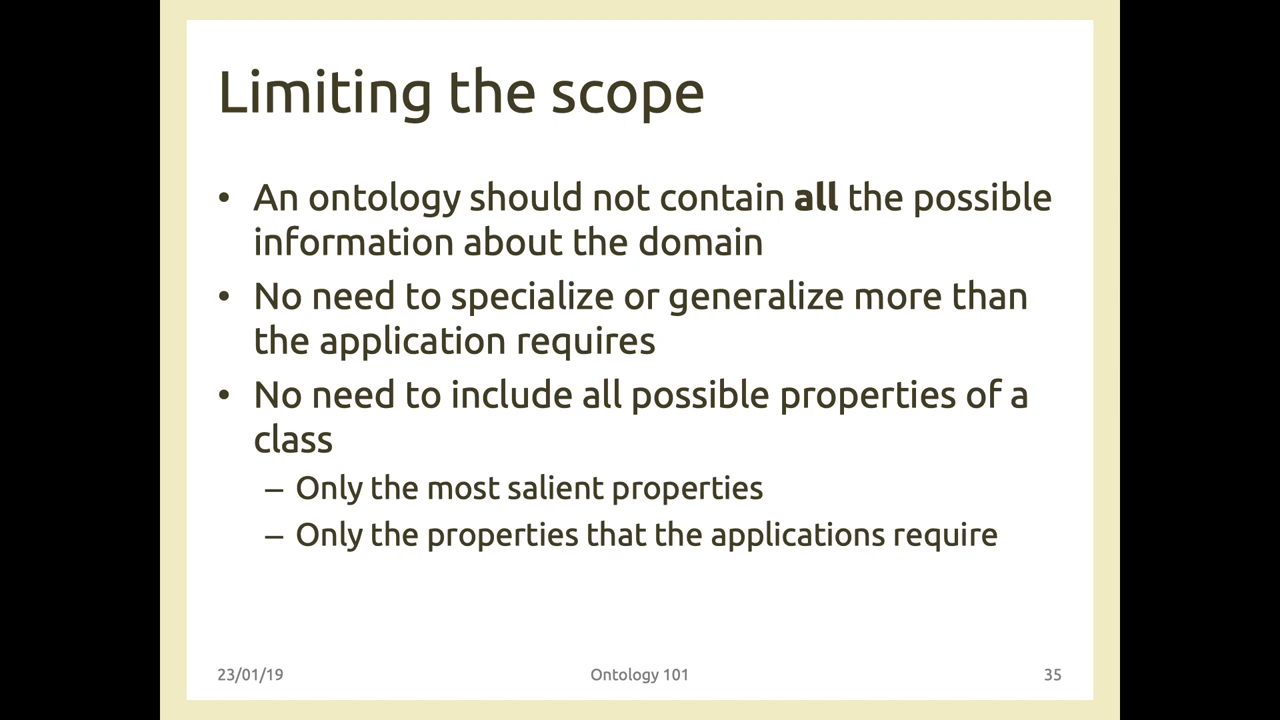 Limiting the scope
• An ontology should not contain all the possible
information about the domain
• No need to specialize or generalize more than
the application requires
• No need to include all possible properties of a
class
– Only the most salient properties
– Only the properties that the applications require
23/01/19 Ontology 101 35